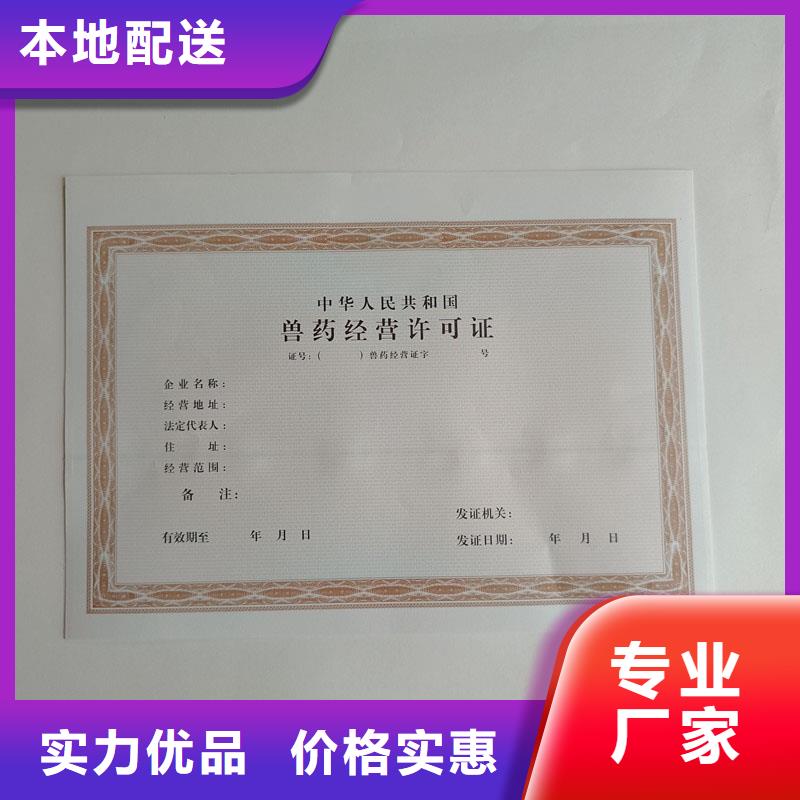 本地配送
中华人民共和国
兽药经营许可证
证号：（　　）兽药经营证字　　号
企业名称：
经营地址：
法定代表人：
住　址：
经营范围：
备　注：
发证机关：
有效期至　　年　月　日
发证日期：　　年　月　日
专业
厂家
实力优品　价格实惠